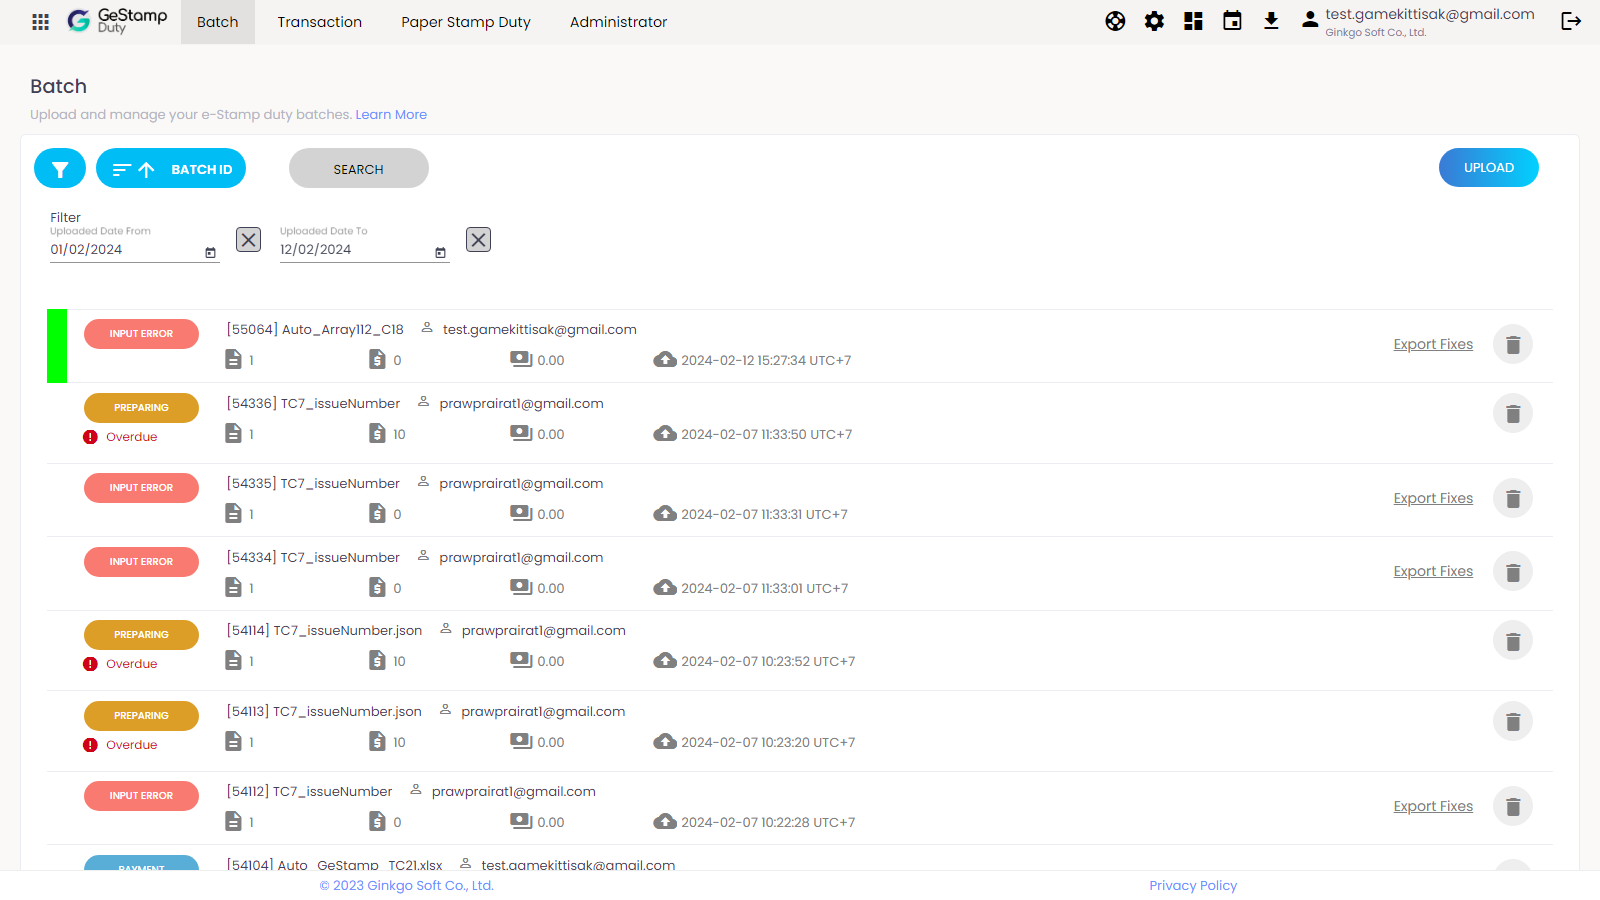 GeStamp
Duty
Batch
Transaction
Paper Stamp Duty
Administrator
test.gamekittisak@gmail.com
Ginkgo Soft Co., Ltd.
Batch
Upload and manage your e-Stamp duty batches. Learn More
BATCH ID
SEARCH
UPLOAD
Filter
Uploaded Date From
01/02/2024
Uploaded Date To
12/02/2024
INPUT ERROR
[55064] Auto_Array112_C18
test.gamekittisak@gmail.com
1
0
0.00
2024-02-12 15:27:34 UTC+7
Export Fixes
PREPARING
Overdue
[54336] TC7_issueNumber
prawprairat1@gmail.com
1
10
0.00
2024-02-07 11:33:50 UTC+7
INPUT ERROR
[54335] TC7_issueNumber
prawprairat1@gmail.com
1
0
0.00
2024-02-07 11:33:31 UTC+7
Export Fixes
INPUT ERROR
[54334] TC7_issueNumber
prawprairat1@gmail.com
1
0
0.00
2024-02-07 11:33:01 UTC+7
Export Fixes
PREPARING
Overdue
[54114] TC7_issueNumber.json
prawprairat1@gmail.com
1
10
0.00
2024-02-07 10:23:52 UTC+7
PREPARING
Overdue
[54113] TC7_issueNumber.json
prawprairat1@gmail.com
1
10
0.00
2024-02-07 10:23:20 UTC+7
INPUT ERROR
[54112] TC7_issueNumber
prawprairat1@gmail.com
1
0
0.00
2024-02-07 10:22:28 UTC+7
Export Fixes
PAYMENT
[54104] Auto_GeStamp_TC21.xlsx
test.gamekittisak@gmail.com
© 2023 Ginkgo Soft Co., Ltd.
Privacy Policy